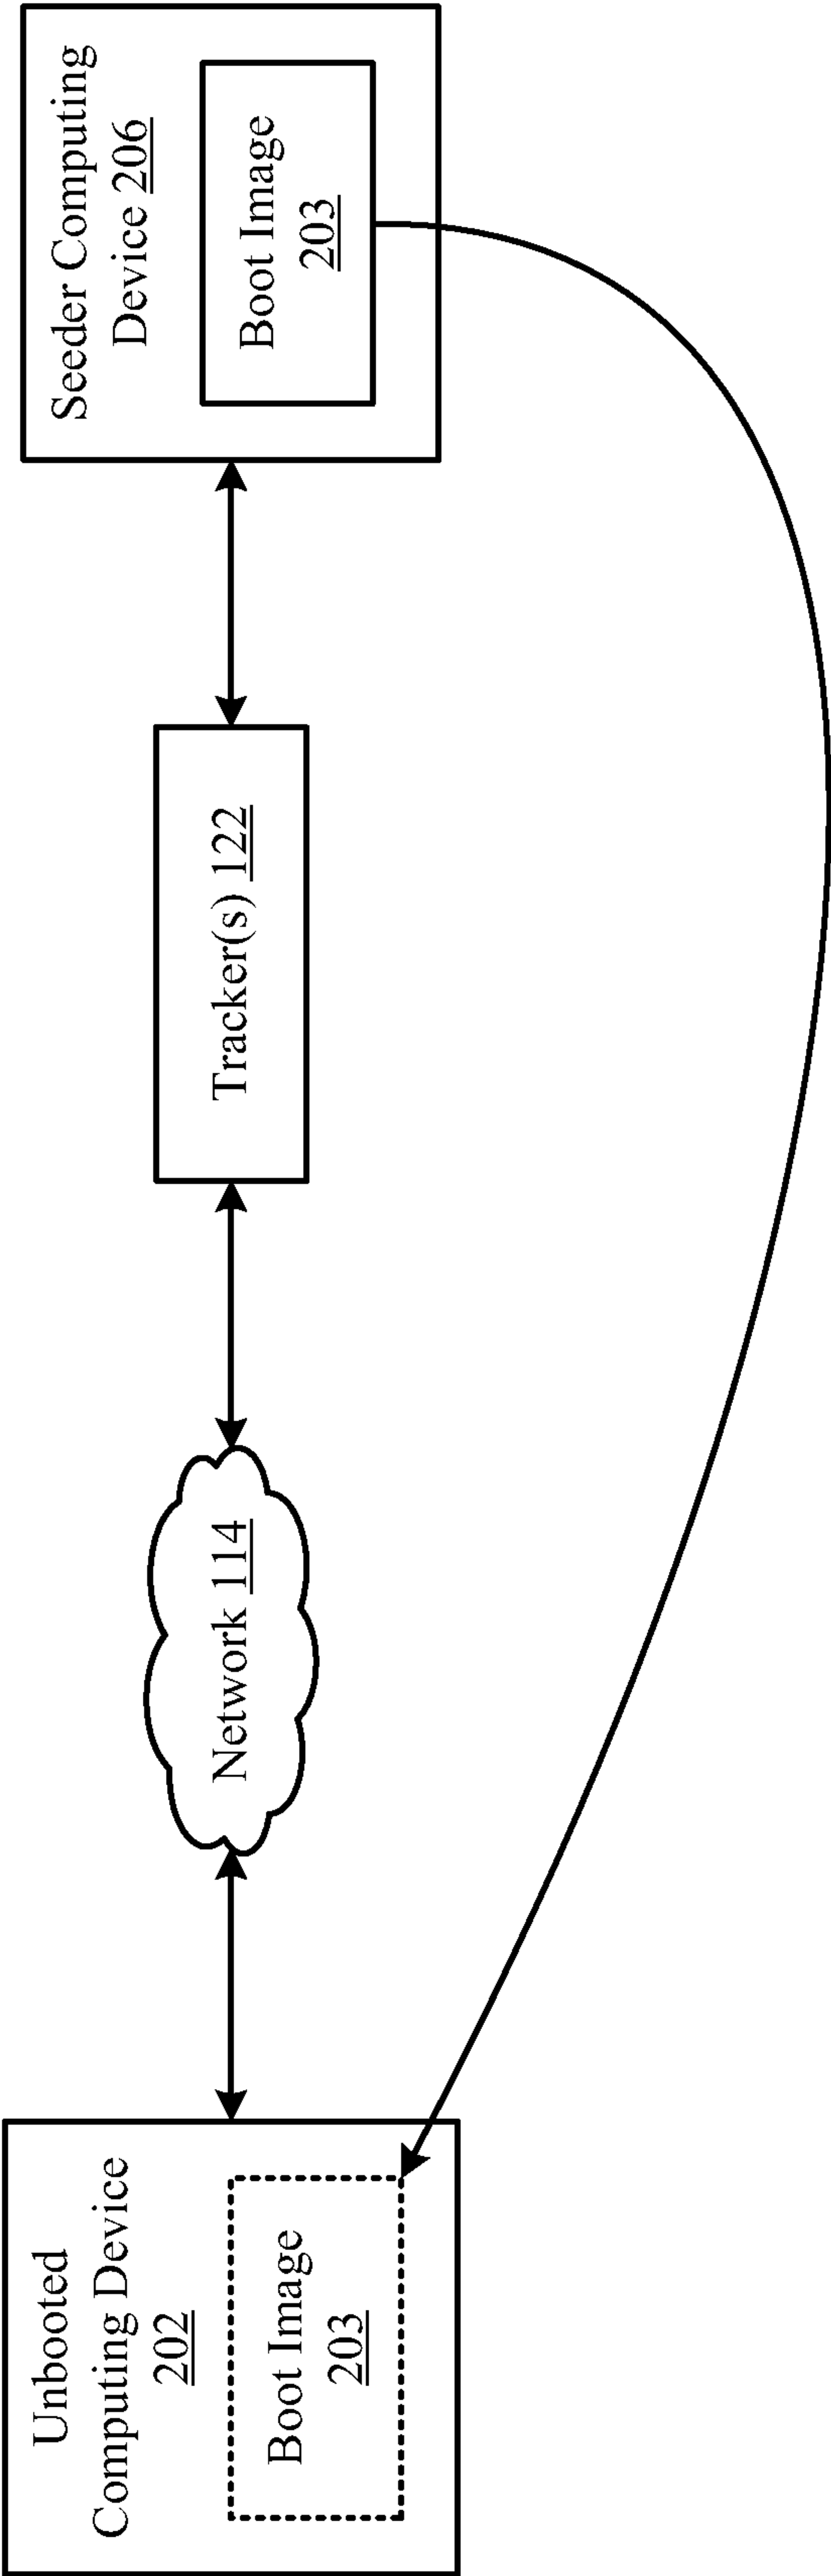 Unbooted
Computing Device
202
Boot Image
203
Network 114
Tracker(s) 122
Seeder Computing
Device 206
Boot Image
203